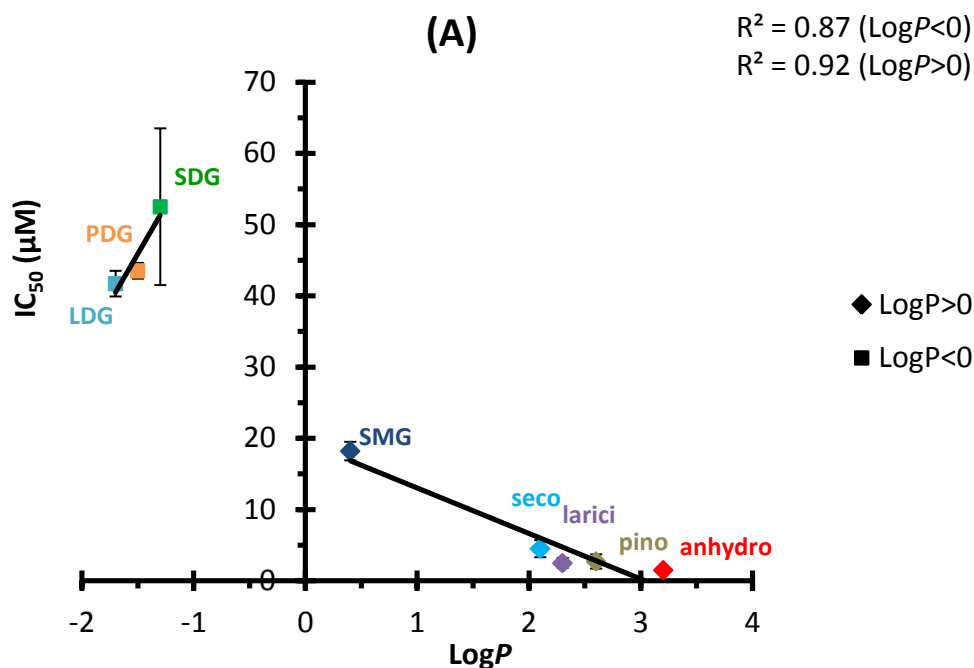 (A)
R² = 0.87 (LogP<0)
R² = 0.92 (LogP>0)
70
60
50
40
30
20
10
0
IC₅₀ (µM)
SDG
PDG
LDG
SMG
seco
larici
pino
anhydro
LogP>0
LogP<0
-2
-1
0
1
2
3
4
LogP